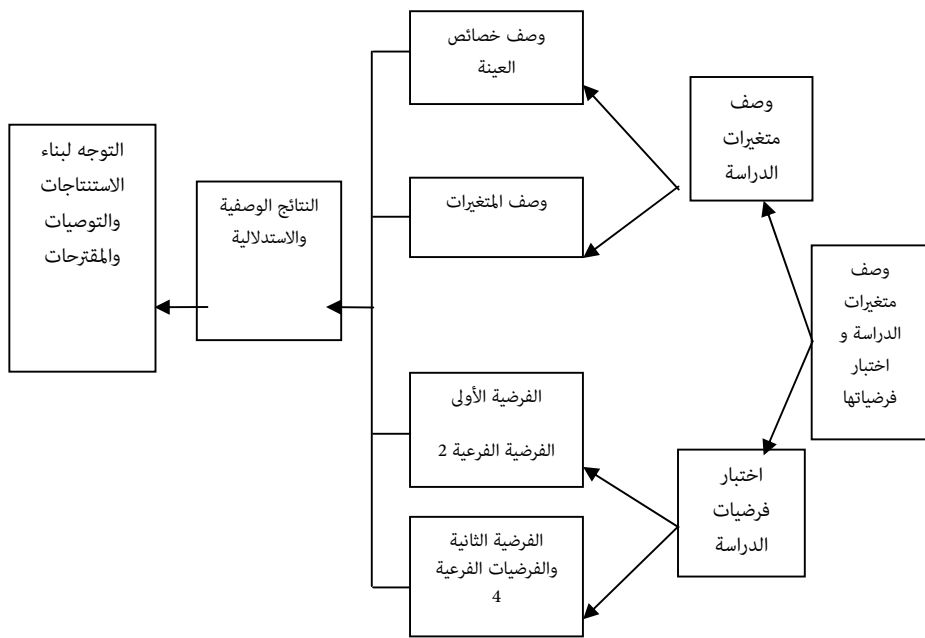 وصف
متغيرات
الدراسة و
اختبار
فرضياتها
وصف
متغيرات
الدراسة
اختبار
فرضيات
الدراسة
وصف خصائص
العينة
وصف المتغيرات
الفرضية الأولى
الفرضية الفرعية 2
الفرضية الثانية
والفرضيات الفرعية
4
النتائج الوصفية
والاستدلالية
التوجه لبناء
الاستنتاجات
والتوصيات
والمقترحات